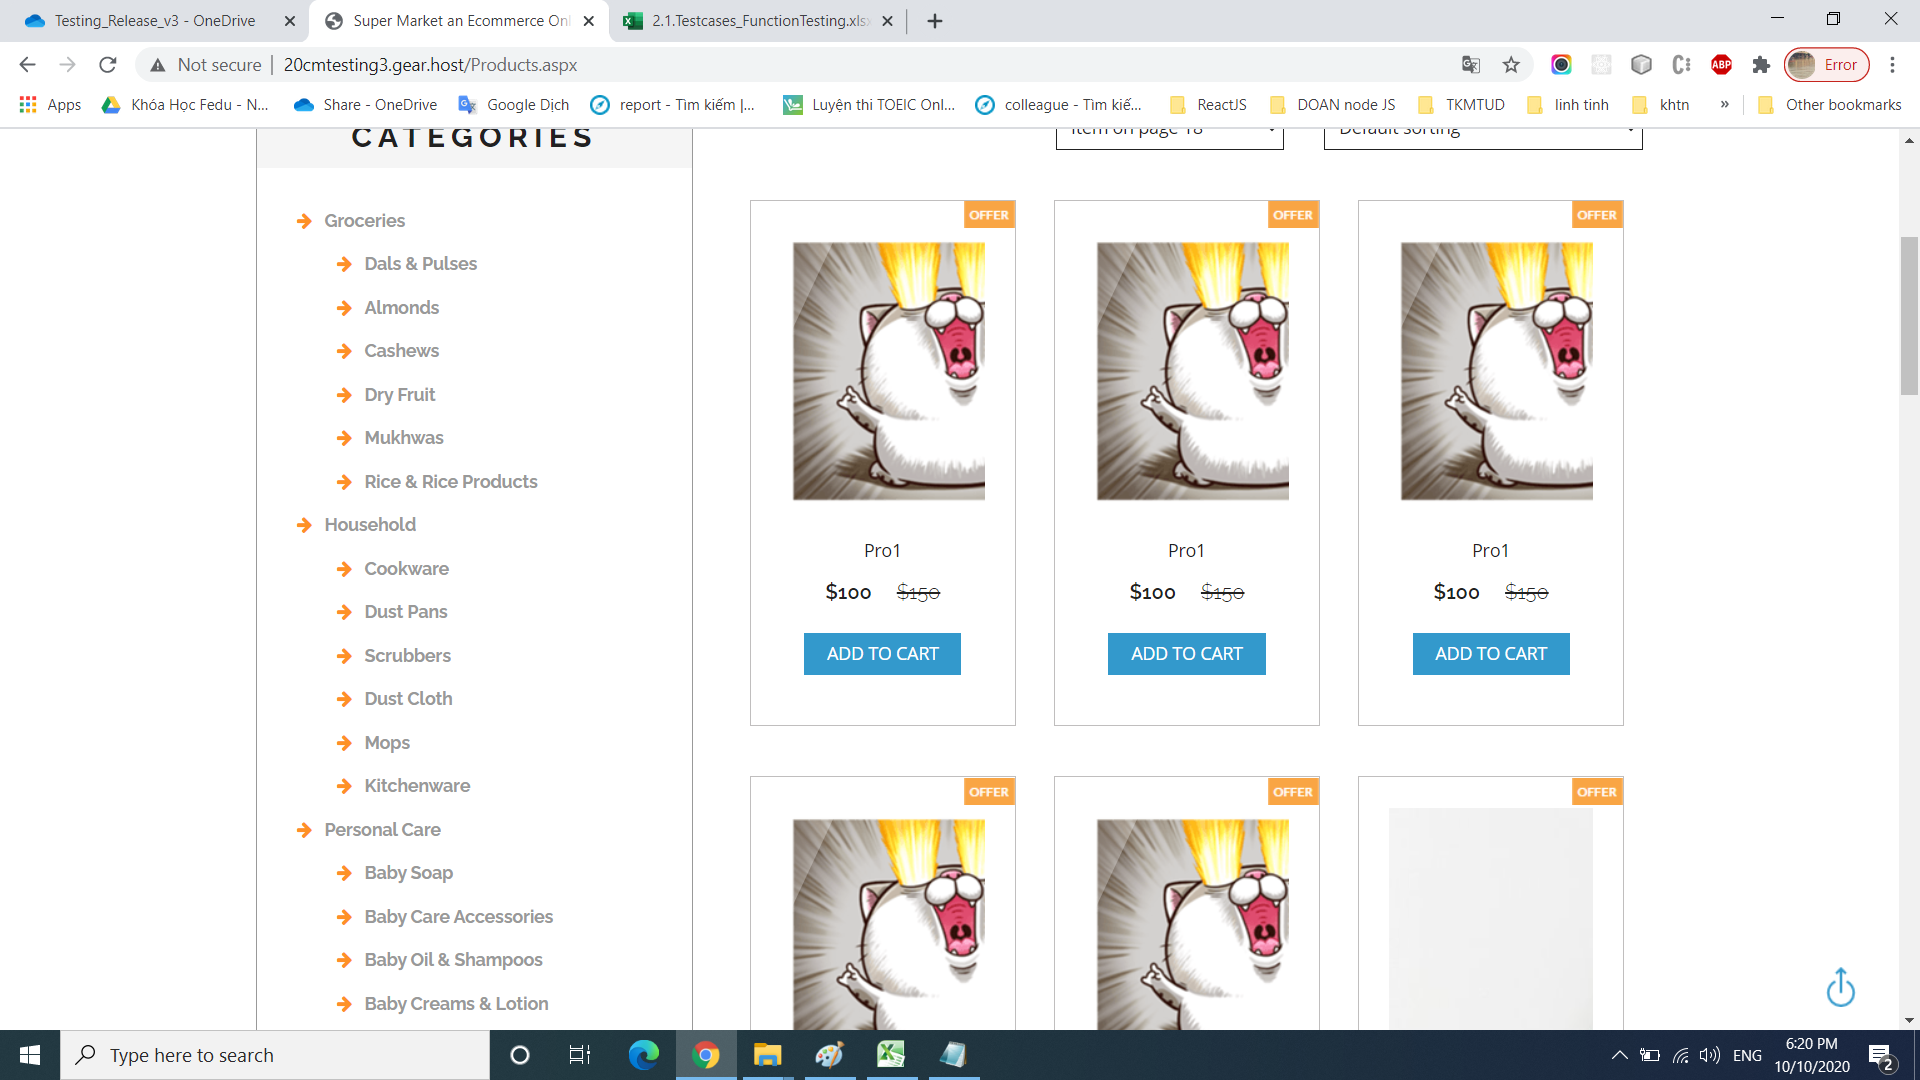 Testing_Release_v3 - OneDrive
Super Market an Ecommerce Onl
2.1.Testcases_FunctionTesting.xlsx
Not secure
20cmtesting3.gear.host/Products.aspx
ABP
Error
Apps
Khóa Học Fedu - N...
Share - OneDrive
Google Dịch
report - Tìm kiếm |...
Luyện thi TOEIC Onl...
colleague - Tìm kiế...
ReactJS
DOAN node JS
TKMTUD
linh tinh
khtn
»
Other bookmarks
CATEGORIES
Item on page 18
Default sorting
Groceries
Dals & Pulses
Almonds
Cashews
Dry Fruit
Mukhwas
Rice & Rice Products
Household
Cookware
Dust Pans
Scrubbers
Dust Cloth
Mops
Kitchenware
Personal Care
Baby Soap
Baby Care Accessories
Baby Oil & Shampoos
Baby Creams & Lotion
OFFER
Pro1
$100 $150
ADD TO CART
OFFER
Pro1
$100 $150
ADD TO CART
OFFER
Pro1
$100 $150
ADD TO CART
OFFER
OFFER
OFFER
Type here to search
ENG
6:20 PM
10/10/2020
2